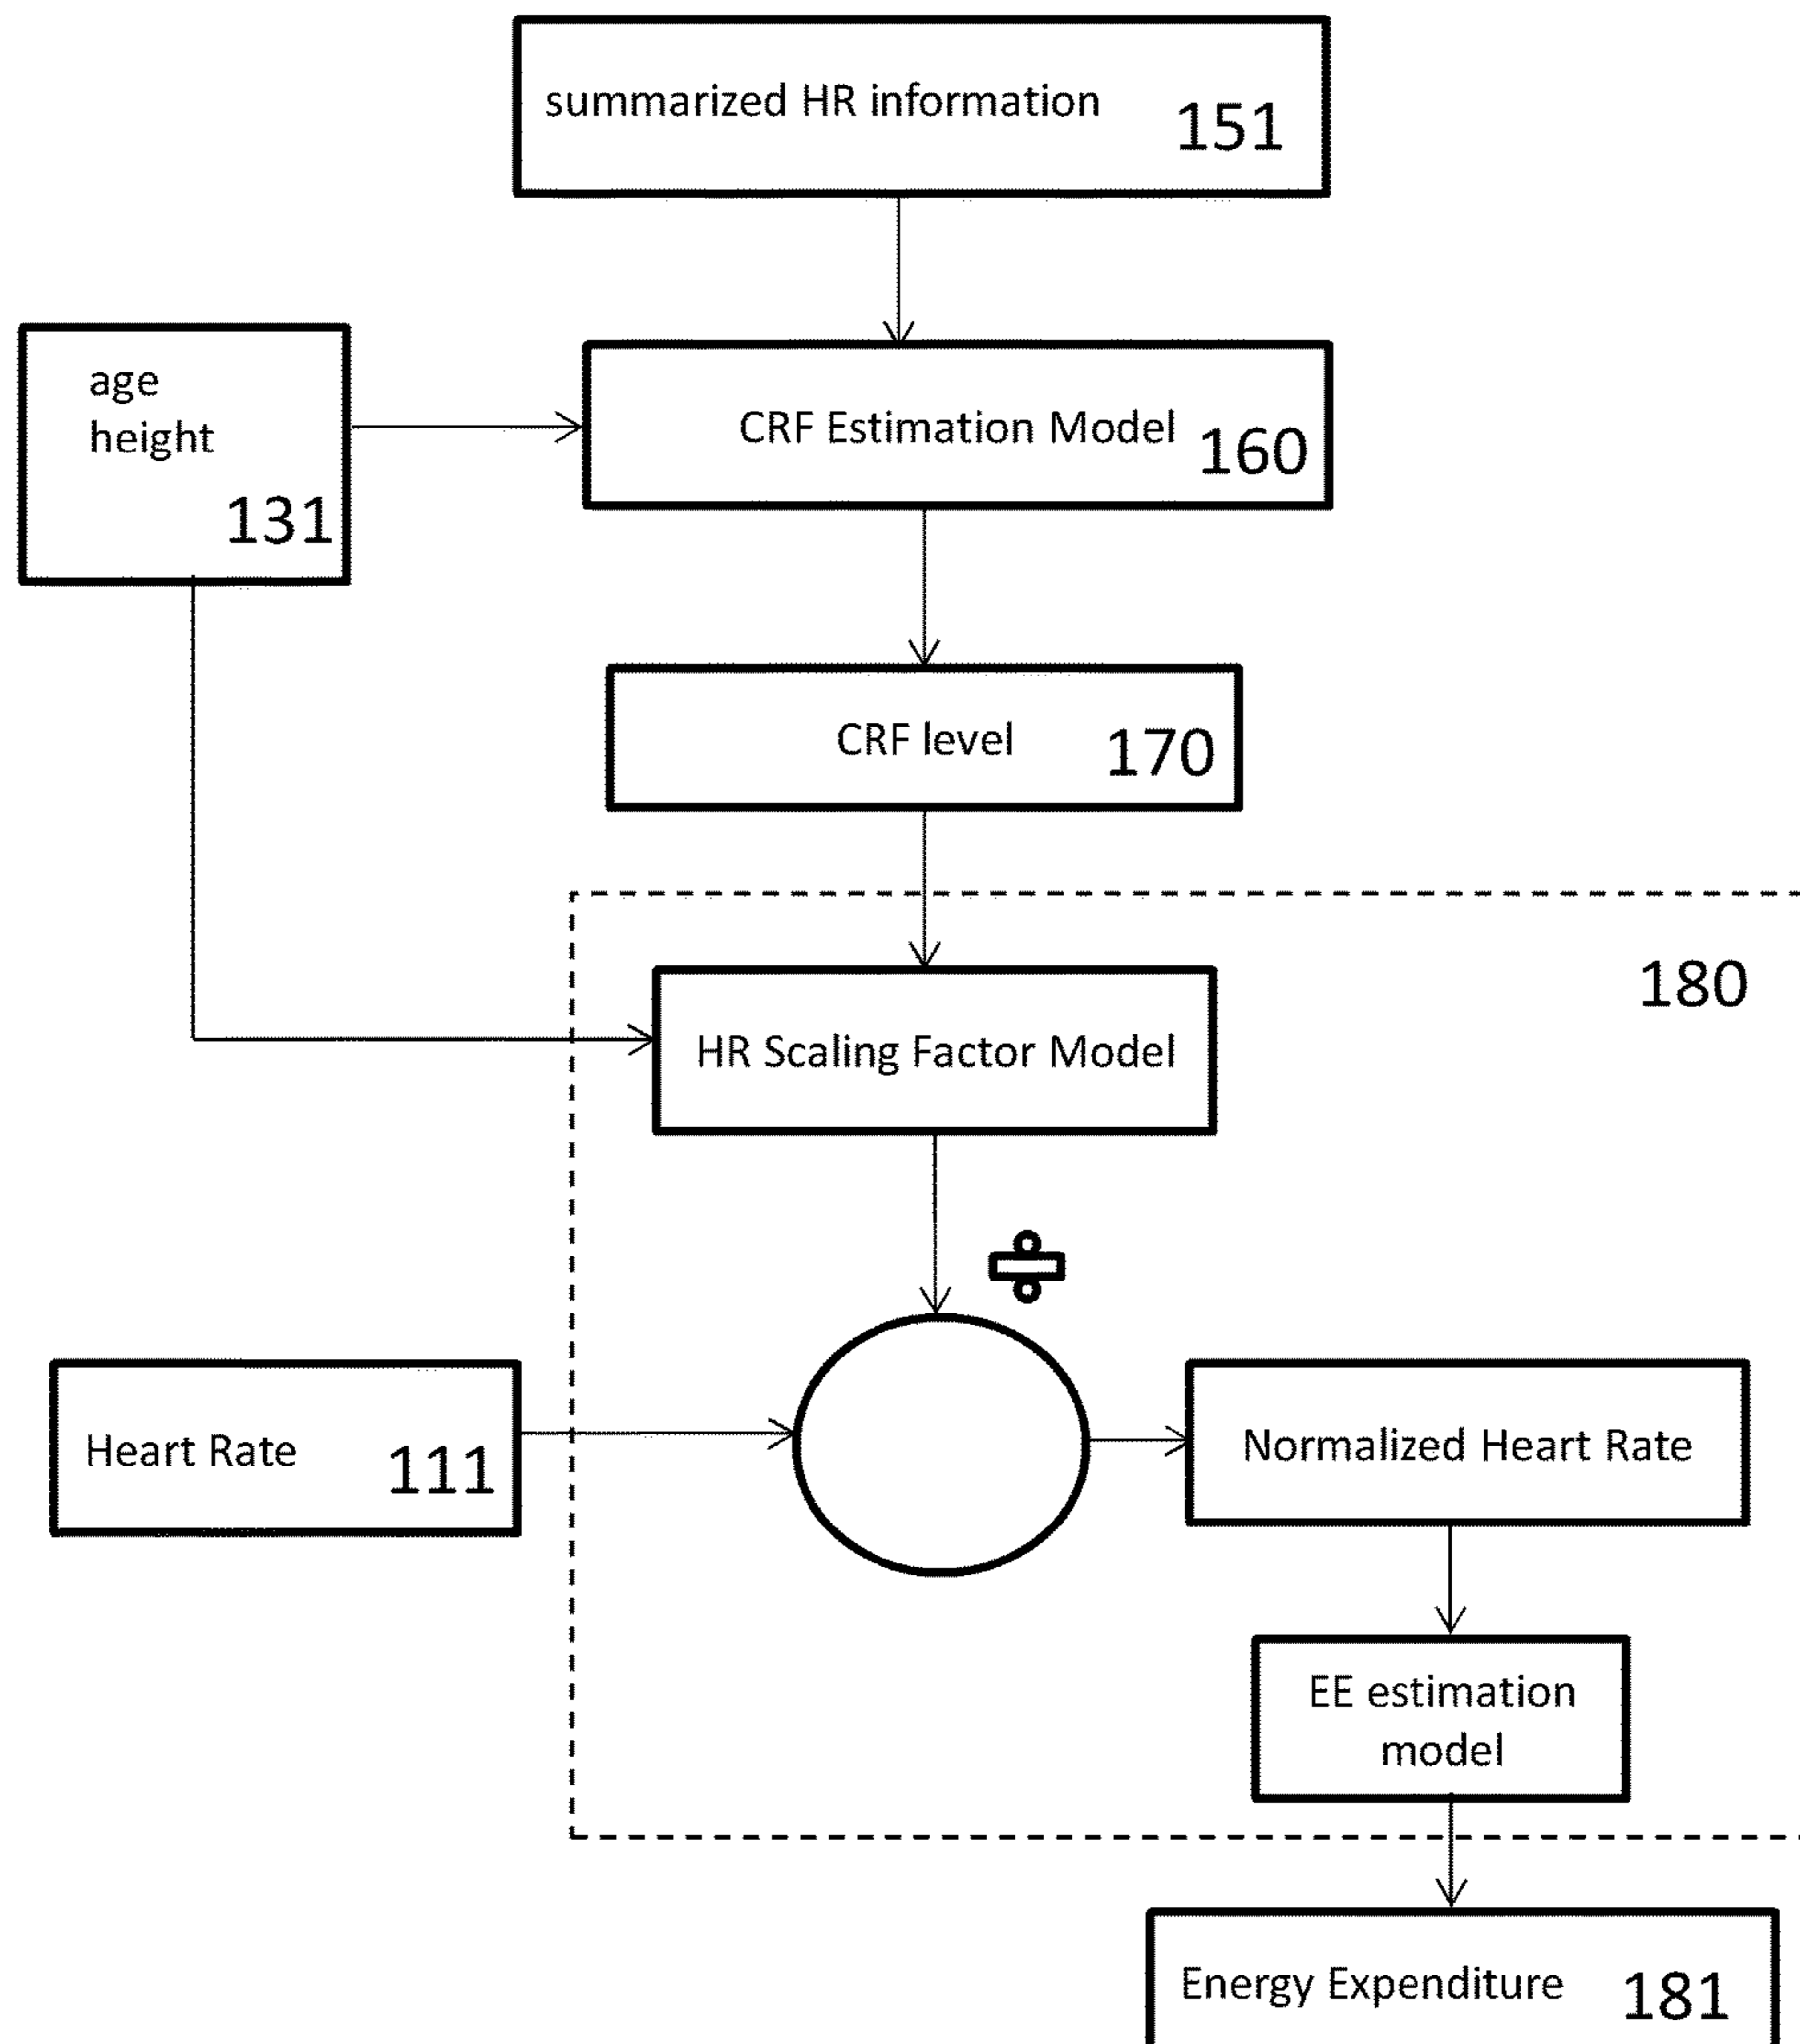 summarized HR information 151
age
height
131
CRF Estimation Model 160
CRF level 170
180
HR Scaling Factor Model
÷
Heart Rate 111
Normalized Heart Rate
EE estimation
model
Energy Expenditure 181